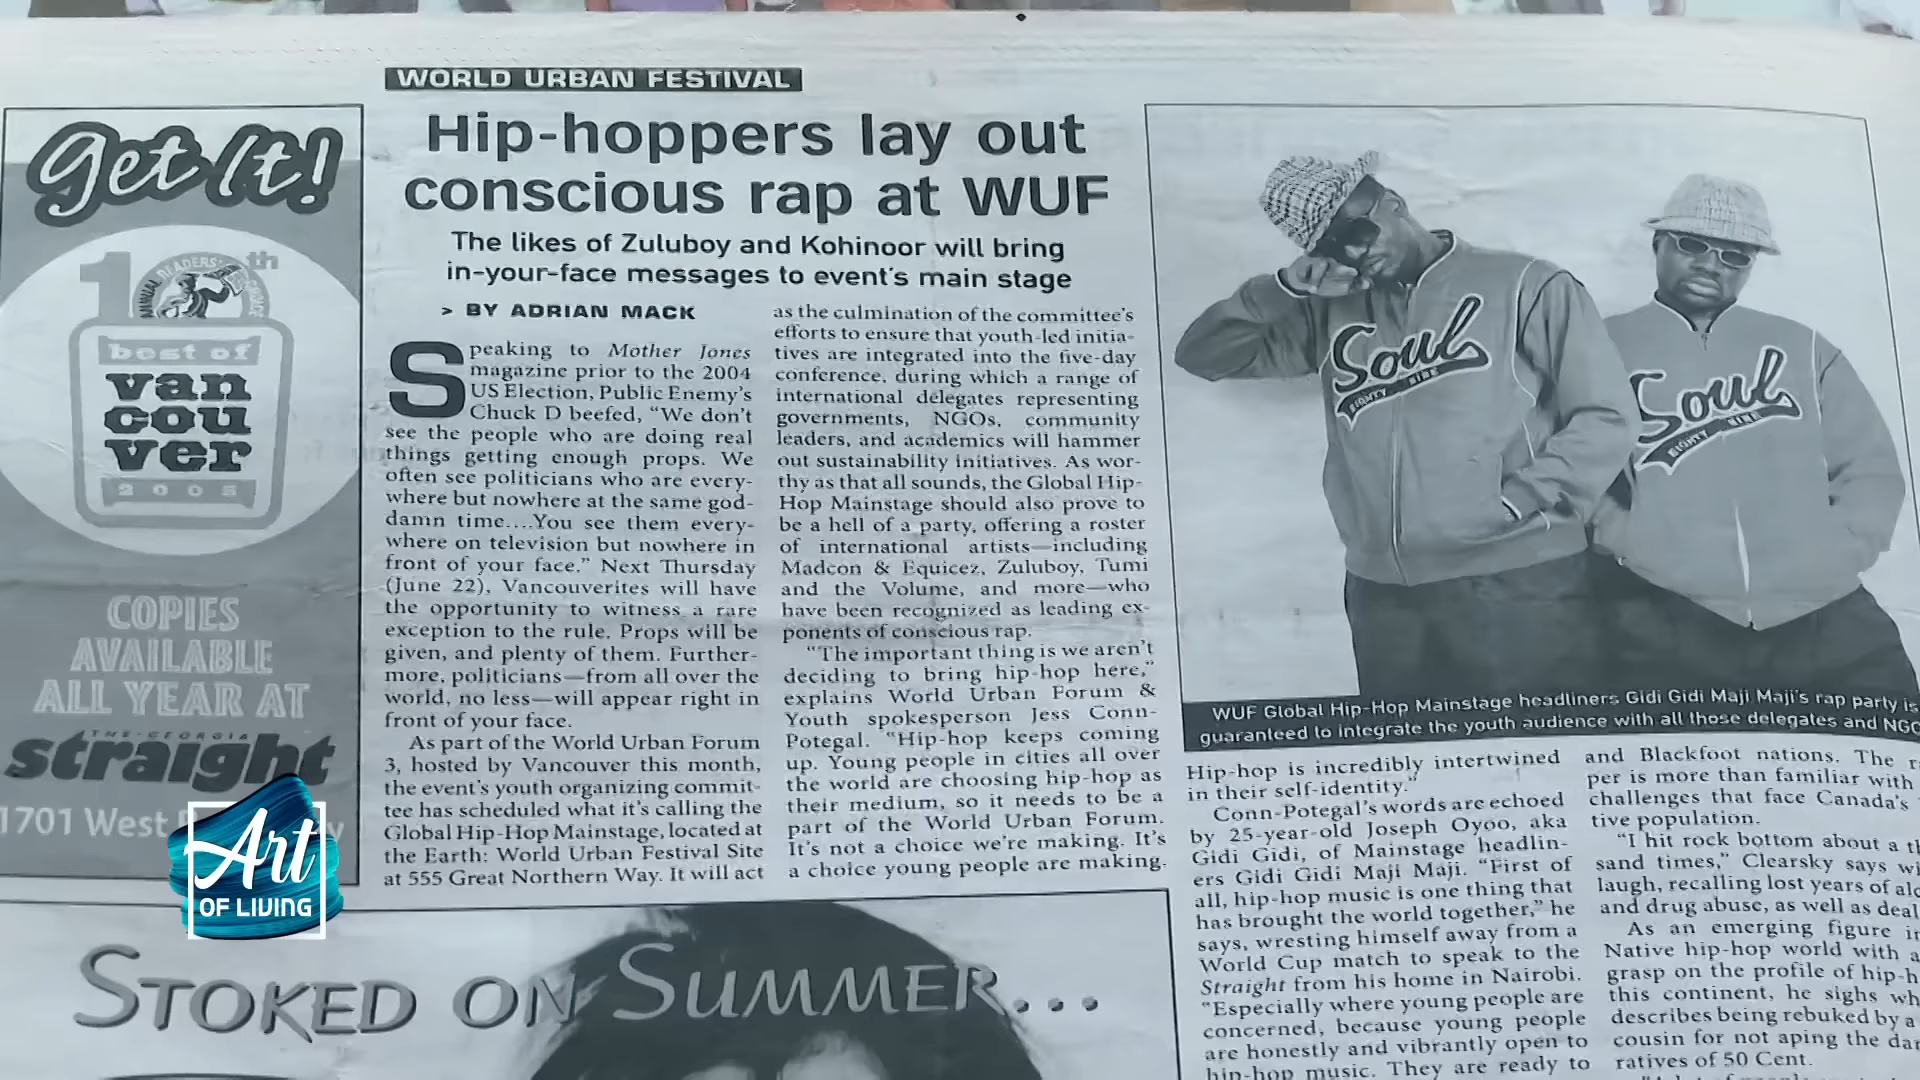 WORLD URBAN FESTIVAL
Get It!
10th
ANNUAL READERS'
best of
van
cou
ver
2005
COPIES
AVAILABLE
ALL YEAR AT
THE GEORGIA
straight
1701 West
Art
OF LIVING
Hip-hoppers lay out
conscious rap at WUF
The likes of Zuluboy and Kohinoor will bring
in-your-face messages to event's main stage
> BY ADRIAN MACK
Speaking to Mother Jones
magazine prior to the 2004
US Election, Public Enemy's
Chuck D beefed, "We don't
see the people who are doing real
things getting enough props. We
often see politicians who are every-
where but nowhere at the same god-
damn time....You see them every-
where on television but nowhere in
front of your face." Next Thursday
(June 22), Vancouverites will have
the opportunity to witness a rare
exception to the rule. Props will be
given, and plenty of them. Further-
more, politicians—from all over the
world, no less—will appear right in
front of your face.
As part of the World Urban Forum
3, hosted by Vancouver this month,
the event's youth organizing commit-
tee has scheduled what it's calling the
Global Hip-Hop Mainstage, located at
the Earth: World Urban Festival Site
at 555 Great Northern Way. It will act
as the culmination of the committee's
efforts to ensure that youth-led initia-
tives are integrated into the five-day
conference, during which a range of
international delegates representing
governments, NGOs, community
leaders, and academics will hammer
out sustainability initiatives. As wor-
thy as that all sounds, the Global Hip-
Hop Mainstage should also prove to
be a hell of a party, offering a roster
of international artists—including
Madcon & Equicez, Zuluboy, Tumi
and the Volume, and more—who
have been recognized as leading ex-
ponents of conscious rap.
"The important thing is we aren't
deciding to bring hip-hop here,"
explains World Urban Forum &
Youth spokesperson Jess Conn-
Potegal. "Hip-hop keeps coming
up. Young people in cities all over
the world are choosing hip-hop as
their medium, so it needs to be a
part of the World Urban Forum.
It's not a choice we're making. It's
a choice young people are making.
Soul
EIGHTY NINE
Soul
EIGHTY NINE
WUF Global Hip-Hop Mainstage headliners Gidi Gidi Maji Maji's rap party is
guaranteed to integrate the youth audience with all those delegates and NGO
Hip-hop is incredibly intertwined
in their self-identity."
Conn-Potegal's words are echoed
by 25-year-old Joseph Oyoo, aka
Gidi Gidi, of Mainstage headlin-
ers Gidi Gidi Maji Maji. "First of
all, hip-hop music is one thing that
has brought the world together," he
says, wresting himself away from a
World Cup match to speak to the
Straight from his home in Nairobi.
"Especially where young people are
concerned, because young people
are honestly and vibrantly open to
hip-hop music. They are ready to
and Blackfoot nations. The
per is more than familiar with
challenges that face Canada's
tive population.
"I hit rock bottom about a
sand times," Clearsky says
laugh, recalling lost years of
and drug abuse, as well as
As an emerging figure
Native hip-hop world with a
grasp on the profile of
this continent, he sighs
describes being rebuked by a
cousin for not aping the
ratives of 50 Cent.
STOKED ON SUMMER...